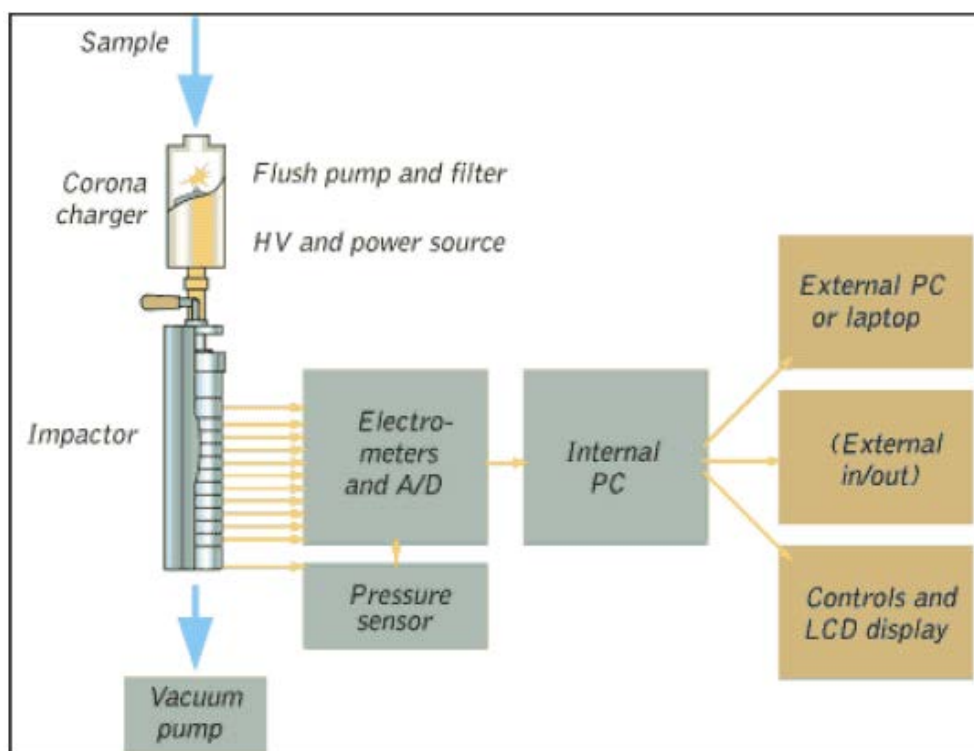 Sample
Corona
charger
Flush pump and filter
HV and power source
Impactor
Electro-
meters
and A/D
Pressure
sensor
Internal
PC
External PC
or laptop
(External
in/out)
Controls and
LCD display
Vacuum
pump